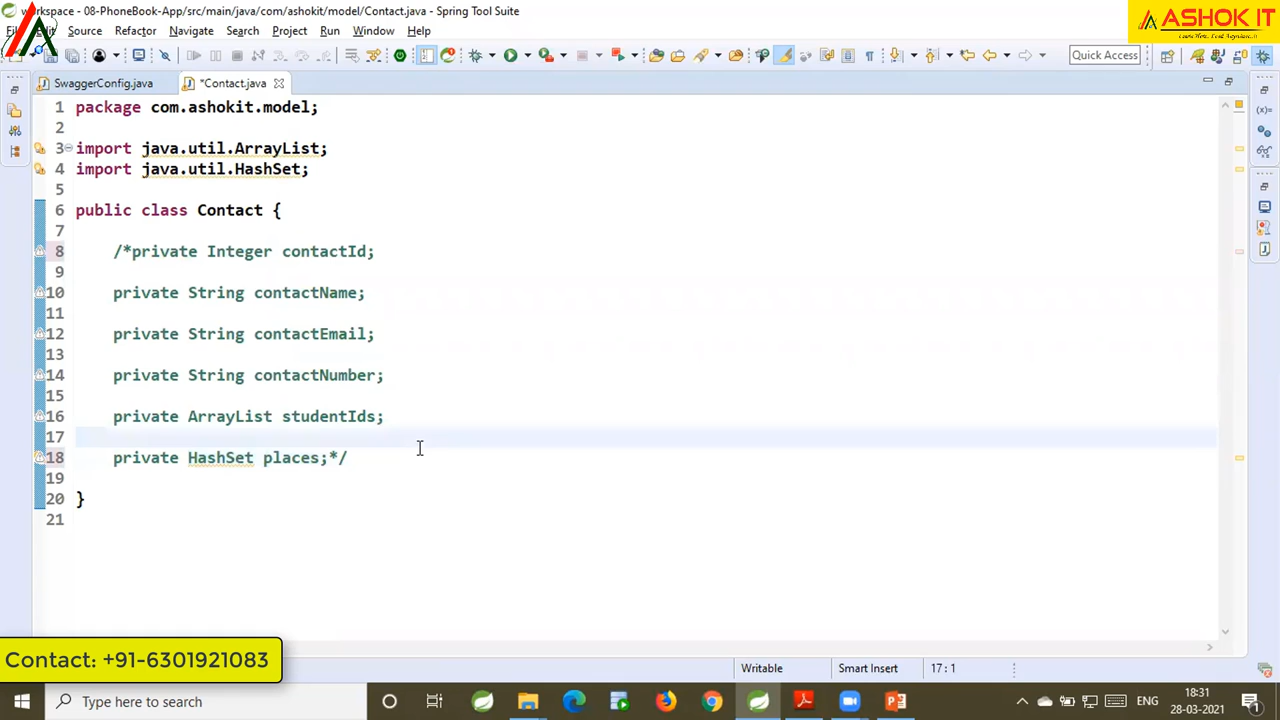 workspace - 08-PhoneBook-App/src/main/java/com/ashokit/model/Contact.java - Spring Tool Suite
ASHOK IT
Edit Source Refactor Navigate Search Project Run Window Help
Quick Access
SwaggerConfig.java *Contact.java
1 package com.ashokit.model;
2
3 import java.util.ArrayList;
4 import java.util.HashSet;
5
6 public class Contact {
7
8 /*private Integer contactId;
9
10 private String contactName;
11
12 private String contactEmail;
13
14 private String contactNumber;
15
16 private ArrayList studentIds;
17
18 private HashSet places;*/
19
20 }
21
Contact: +91-6301921083
Writable Smart Insert 17 : 1
Type here to search
ENG 18:31
28-03-2021